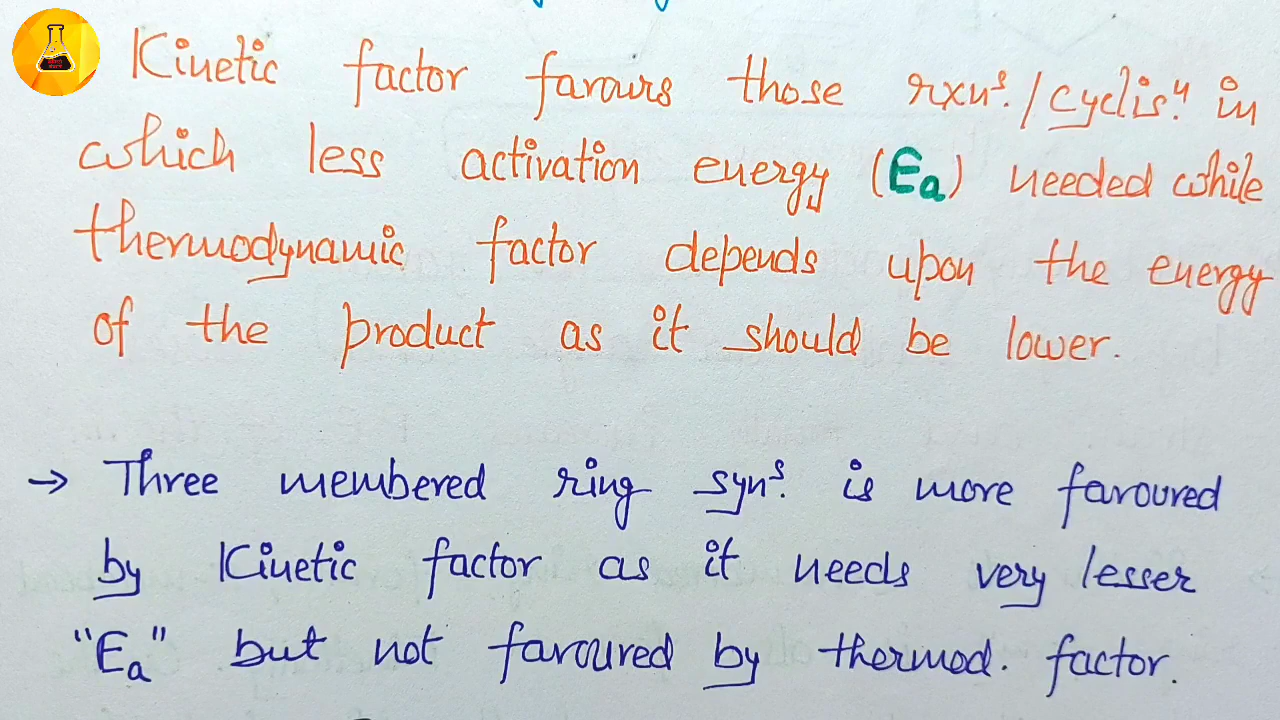 Kinetic factor favours those rxnˢ./cyclisⁿ. in
which less activation energy (Ea) needed while
thermodynamic factor depends upon the energy
of the product as it should be lower.
→ Three membered ring synˢ. is more favoured
by Kinetic factor as it needs very lesser
"Ea" but not favoured by thermod. factor.